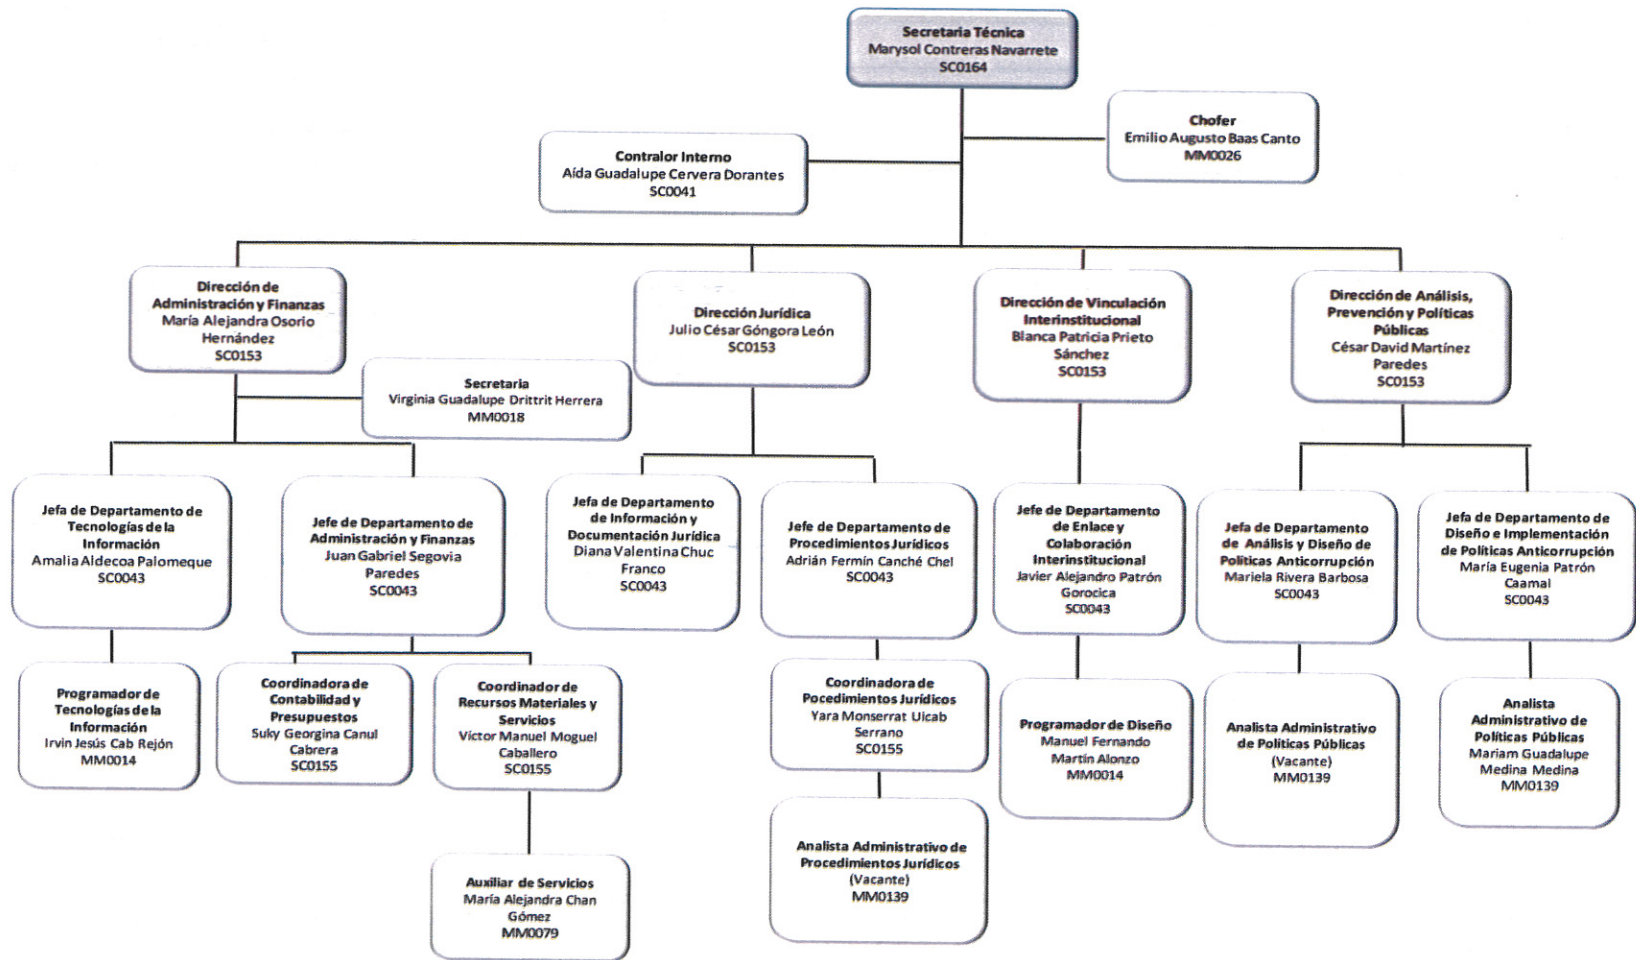 Secretaria Técnica
Marysol Contreras Navarrete
SC0164
Chofer
Emilio Augusto Baas Canto
MM0026
Contralor Interno
Aída Guadalupe Cervera Dorantes
SC0041
Dirección de
Administración y Finanzas
María Alejandra Osorio
Hernández
SC0153
Dirección Jurídica
Julio César Góngora León
SC0153
Dirección de Vinculación
Interinstitucional
Blanca Patricia Prieto
Sánchez
SC0153
Dirección de Análisis,
Prevención y Políticas
Públicas
César David Martínez
Paredes
SC0153
Secretaria
Virginia Guadalupe Drittrit Herrera
MM0018
Jefa de Departamento de
Tecnologías de la
Información
Amalia Aldecoa Palomeque
SC0043
Jefe de Departamento de
Administración y Finanzas
Juan Gabriel Segovia
Paredes
SC0043
Jefa de Departamento
de Información y
Documentación Jurídica
Diana Valentina Chuc
Franco
SC0043
Jefe de Departamento de
Procedimientos Jurídicos
Adrián Fermín Canché Chel
SC0043
Jefe de Departamento
de Enlace y
Colaboración
Interinstitucional
Javier Alejandro Patrón
Gorocica
SC0043
Jefa de Departamento
de Análisis y Diseño de
Políticas Anticorrupción
Mariela Rivera Barbosa
SC0043
Jefa de Departamento de
Diseño e Implementación
de Políticas Anticorrupción
María Eugenia Patrón
Caamal
SC0043
Programador de
Tecnologías de la
Información
Irvin Jesús Cab Rejón
MM0014
Coordinadora de
Contabilidad y
Presupuestos
Suky Georgina Canul
Cabrera
SC0155
Coordinador de
Recursos Materiales y
Servicios
Víctor Manuel Moguel
Caballero
SC0155
Coordinadora de
Pocedimientos Jurídicos
Yara Monserrat Ulcab
Serrano
SC0155
Programador de Diseño
Manuel Fernando
Martín Alonzo
MM0014
Analista Administrativo
de Políticas Públicas
(Vacante)
MM0139
Analista
Administrativo de
Políticas Públicas
Mariam Guadalupe
Medina Medina
MM0139
Auxiliar de Servicios
María Alejandra Chan
Gómez
MM0079
Analista Administrativo de
Procedimientos Jurídicos
(Vacante)
MM0139